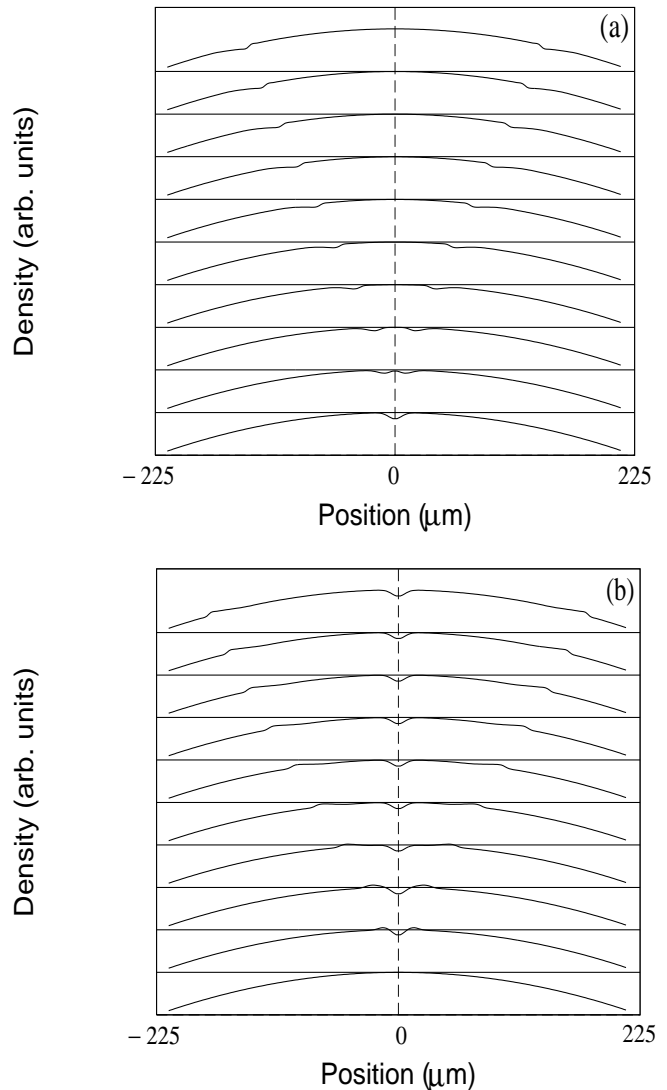 (a)
Density (arb. units)
– 225 0 225
Position (μm)
(b)
Density (arb. units)
– 225 0 225
Position (μm)